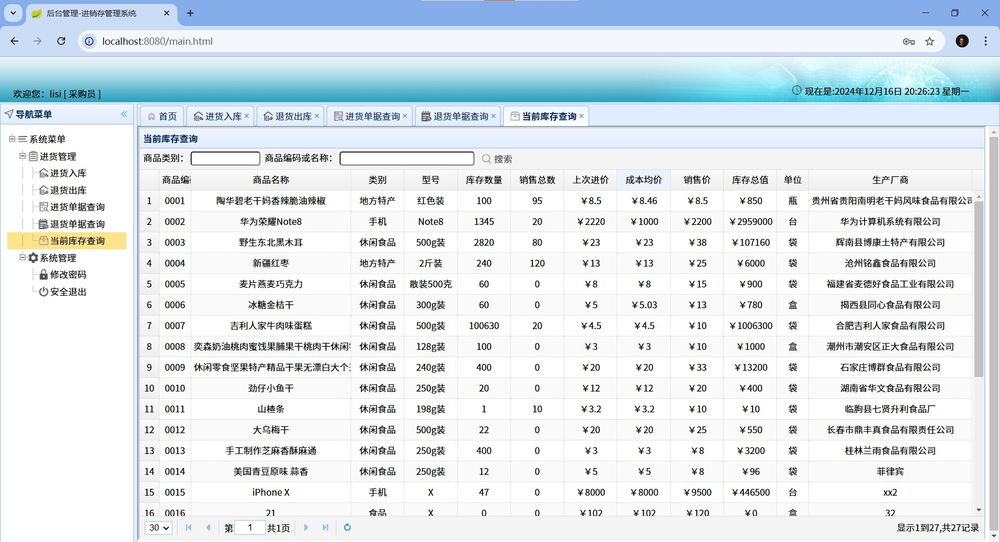 后台管理-进销存管理系统
localhost:8080/main.html
欢迎您：lisi [ 采购员 ]
现在是:2024年12月16日 20:26:23 星期一
导航菜单
系统菜单
进货管理
进货入库
退货出库
进货单据查询
退货单据查询
当前库存查询
系统管理
修改密码
安全退出
首页 进货入库 退货出库 进货单据查询 退货单据查询 当前库存查询
当前库存查询
商品类别： 商品编码或名称： 搜索
商品编 商品名称 类别 型号 库存数量 销售总数 上次进价 成本均价 销售价 库存总值 单位 生产厂商
1 0001 陶华碧老干妈香辣脆油辣椒 地方特产 红色装 100 95 ￥8.5 ￥8.46 ￥8.5 ￥850 瓶 贵州省贵阳南明老干妈风味食品有限公司
2 0002 华为荣耀Note8 手机 Note8 1345 20 ￥2220 ￥1000 ￥2200 ￥2959000 台 华为计算机系统有限公司
3 0003 野生东北黑木耳 休闲食品 500g装 2820 80 ￥23 ￥23 ￥38 ￥107160 袋 辉南县博康土特产有限公司
4 0004 新疆红枣 地方特产 2斤装 240 120 ￥13 ￥13 ￥25 ￥6000 袋 沧州铭鑫食品有限公司
5 0005 麦片燕麦巧克力 休闲食品 散装500克 60 0 ￥8 ￥8 ￥15 ￥900 袋 福建省麦德好食品工业有限公司
6 0006 冰糖金桔干 休闲食品 300g装 60 0 ￥5 ￥5.03 ￥13 ￥780 盒 揭西县同心食品有限公司
7 0007 吉利人家牛肉味蛋糕 休闲食品 500g装 100630 20 ￥4.5 ￥4.5 ￥10 ￥1006300 袋 合肥吉利人家食品有限公司
8 0008 奕森奶油桃肉蜜饯果脯果干桃肉干休闲 休闲食品 128g装 100 0 ￥3 ￥3 ￥10 ￥1000 盒 潮州市潮安区正大食品有限公司
9 0009 休闲零食坚果特产精品干果无漂白大个 休闲食品 240g装 400 0 ￥20 ￥20 ￥33 ￥13200 袋 石家庄博群食品有限公司
10 0010 劲仔小鱼干 休闲食品 250g装 20 0 ￥12 ￥12 ￥20 ￥400 袋 湖南省华文食品有限公司
11 0011 山楂条 休闲食品 198g装 1 10 ￥3.2 ￥3.2 ￥10 ￥10 袋 临朐县七贤升利食品厂
12 0012 大乌梅干 休闲食品 500g装 22 0 ￥20 ￥20 ￥25 ￥550 袋 长春市鼎丰真食品有限责任公司
13 0013 手工制作芝麻香酥麻通 休闲食品 250g装 400 0 ￥3 ￥3 ￥8 ￥3200 袋 桂林兰雨食品有限公司
14 0014 美国青豆原味 蒜香 休闲食品 250g装 12 0 ￥5 ￥5 ￥8 ￥96 袋 菲律宾
15 0015 iPhone X 手机 X 47 0 ￥8000 ￥8000 ￥9500 ￥446500 台 xx2
16 0016 21 食品 X 0 0 ￥102 ￥102 ￥120 ￥0 盒 32
30 第 1 共1页 显示1到27,共27记录